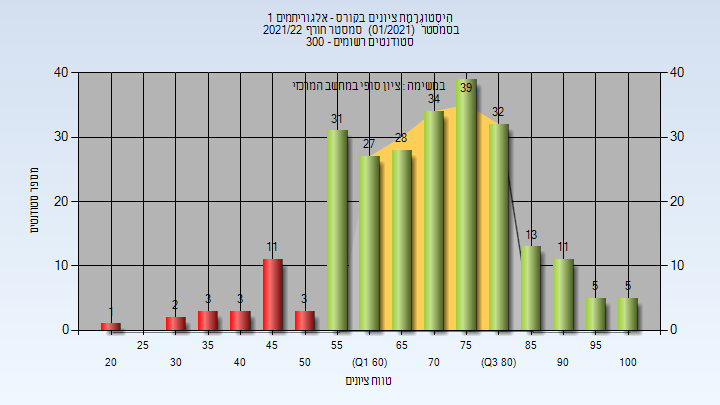 הִיסְטוֹגְרָמַת ציונים בקורס - אלגוריתמים 1
בסמסטר (01/2021) סמסטר חורף 2021/22
סטודנטים רשומים - 300
במשימה : ציון סופי במחשב המרכזי
מספר סטודנטים
40 40
30 30
20 20
10 10
0 0
1 2 3 3 11 3 31 27 28 34 39 32 13 11 5 5
25 35 45 55 65 75 85 95
20 30 40 50 (Q1 60) 70 (Q3 80) 90 100
טווח ציונים